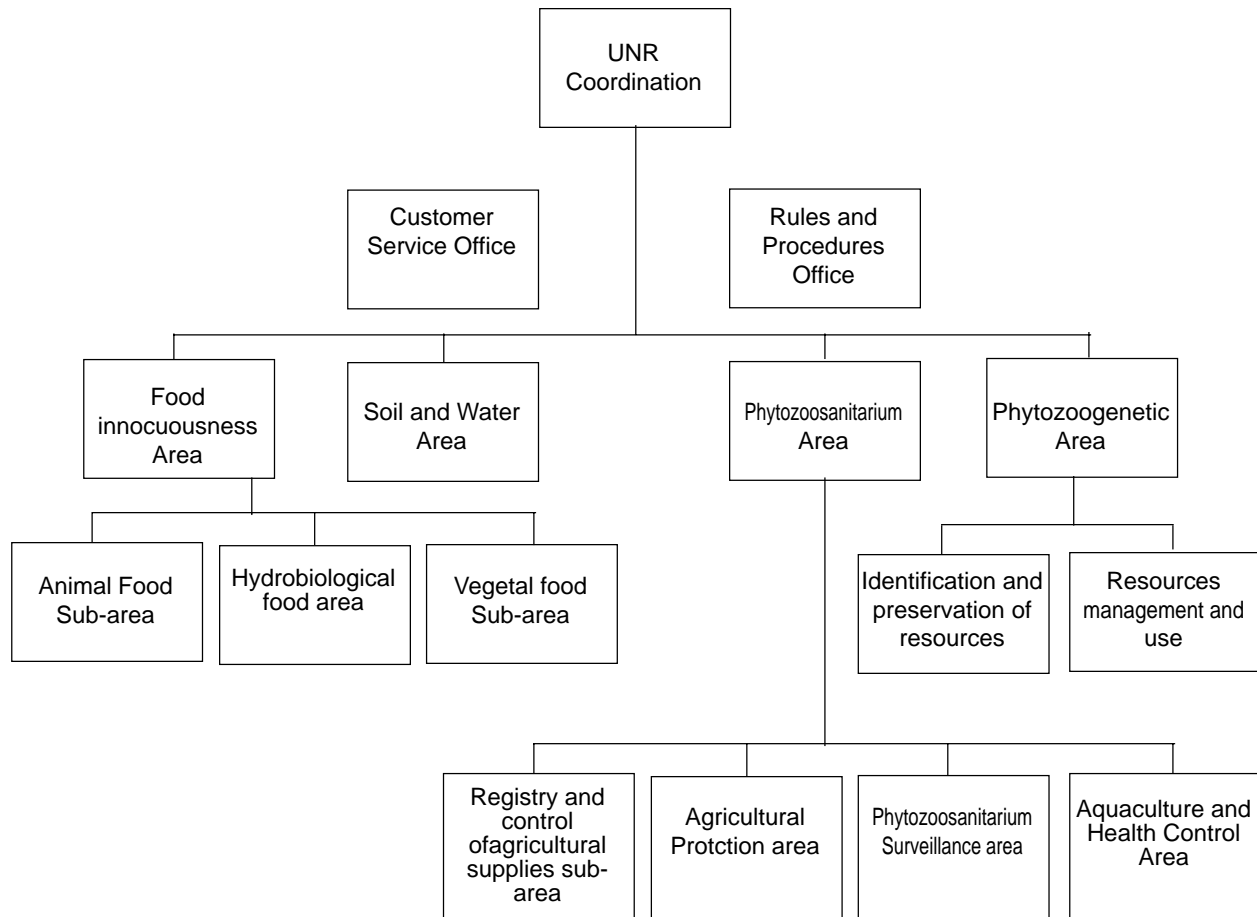 UNR
Coordination
Customer
Service Office
Rules and
Procedures
Office
Food
innocuousness
Area
Soil and Water
Area
Phytozoosanitarium
Area
Phytozoogenetic
Area
Animal Food
Sub-area
Hydrobiological
food area
Vegetal food
Sub-area
Identification and
preservation of
resources
Resources
management and
use
Registry and
control
ofagricultural
supplies sub-
area
Agricultural
Protction area
Phytozoosanitarium
Surveillance area
Aquaculture and
Health Control
Area